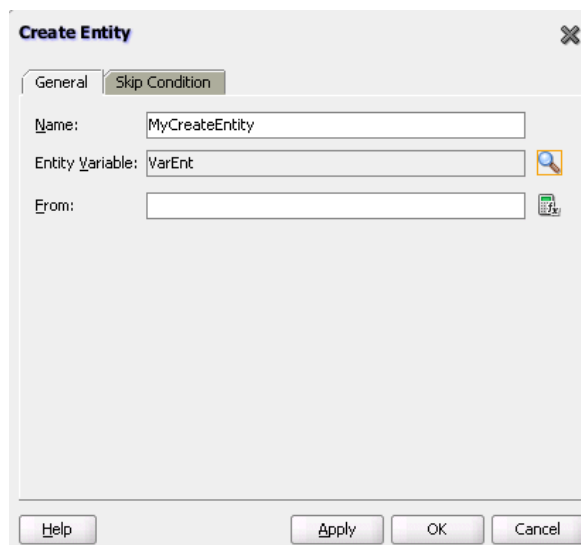 Create Entity
General Skip Condition
Name: MyCreateEntity
Entity Variable: VarEnt
From:
Help Apply OK Cancel